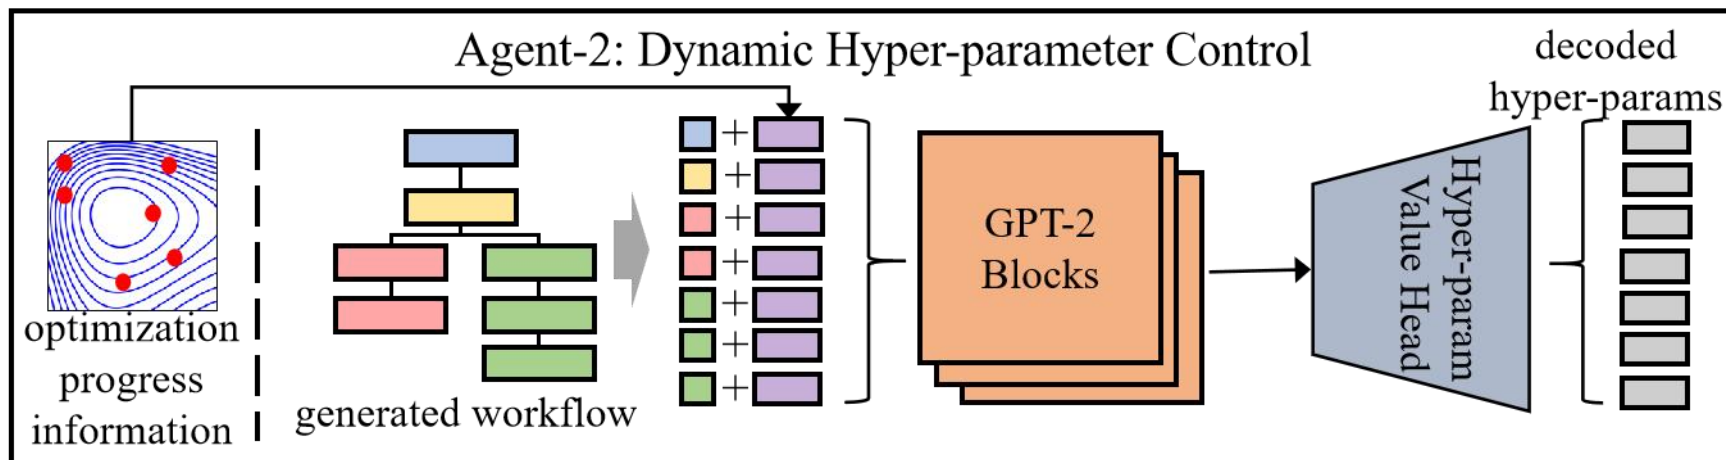 Agent-2: Dynamic Hyper-parameter Control
decoded
hyper-params
optimization
progress
information
generated workflow
+
+
+
+
+
+
+
GPT-2
Blocks
Hyper-param
Value Head